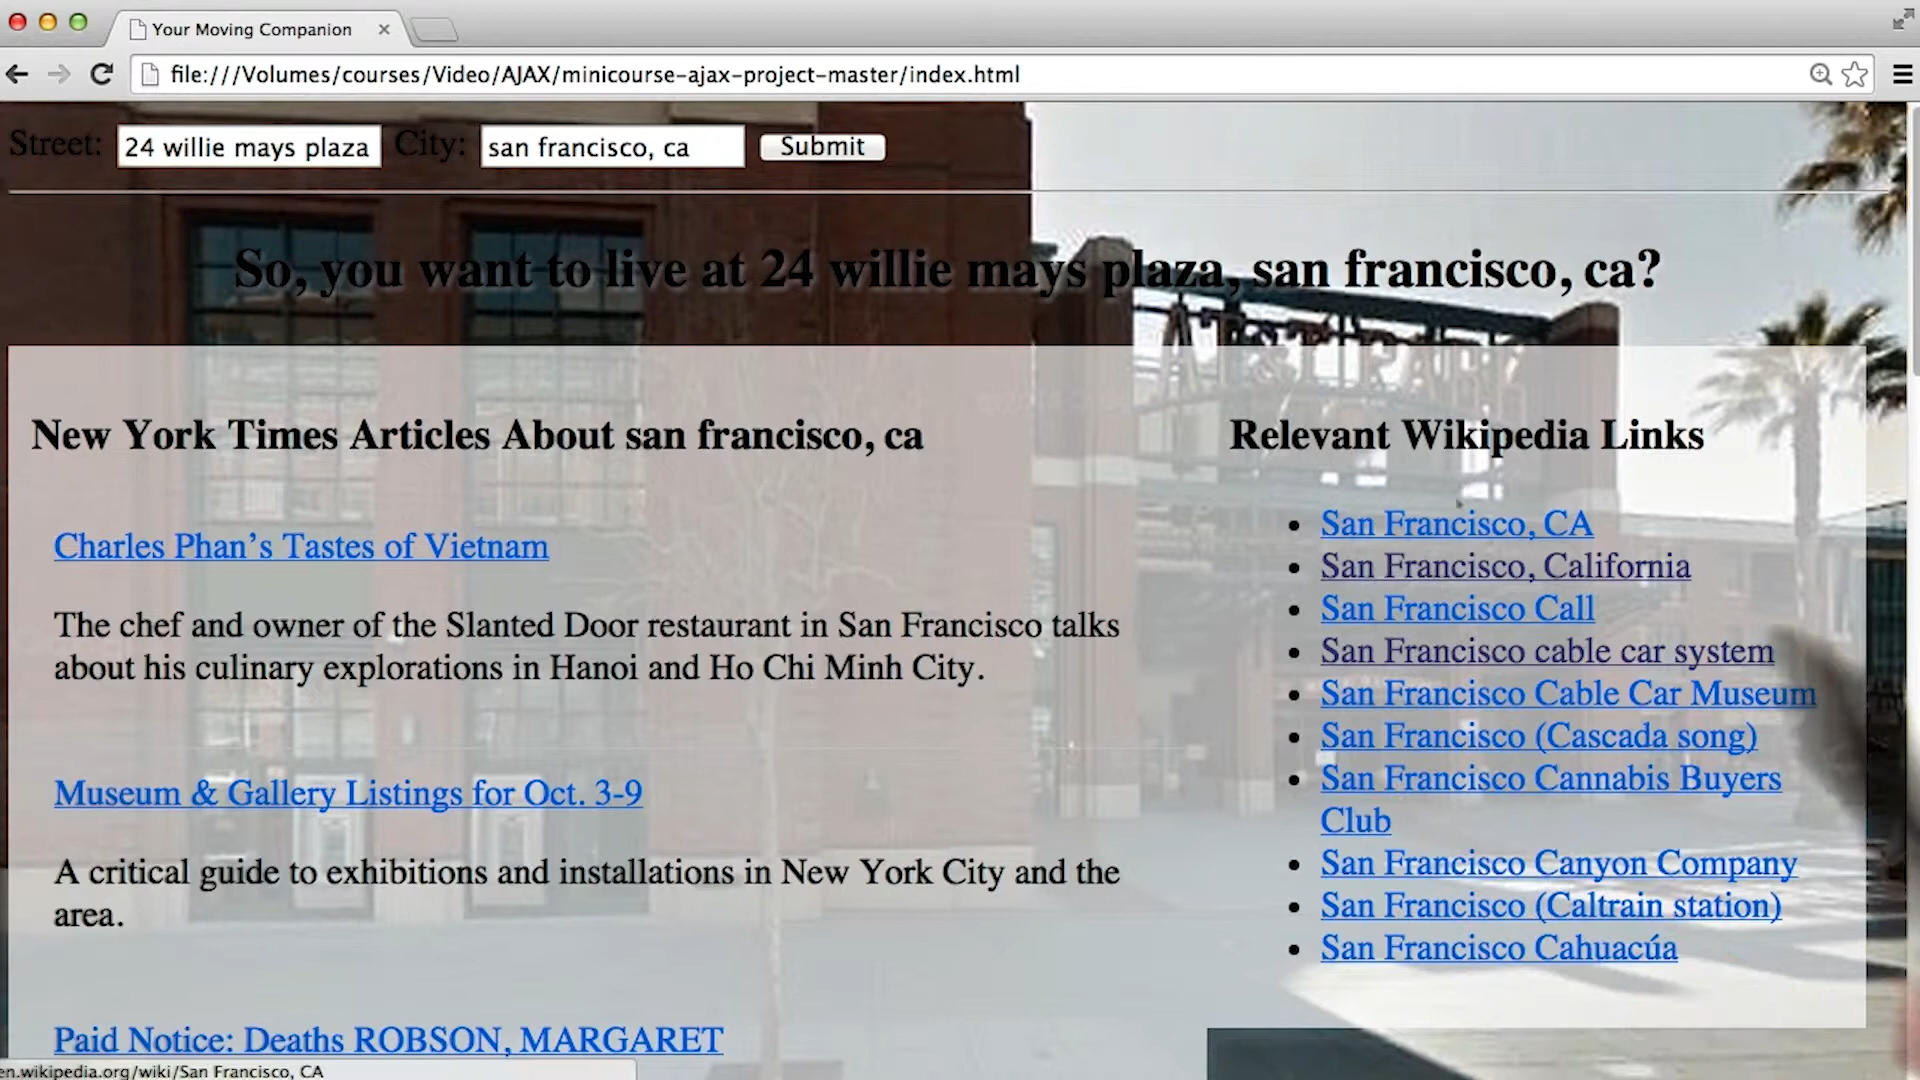 Your Moving Companion
file:///Volumes/courses/Video/AJAX/minicourse-ajax-project-master/index.html
Street: 24 willie mays plaza City: san francisco, ca Submit
So, you want to live at 24 willie mays plaza, san francisco, ca?
AT&T PARK
New York Times Articles About san francisco, ca
Charles Phan’s Tastes of Vietnam
The chef and owner of the Slanted Door restaurant in San Francisco talks
about his culinary explorations in Hanoi and Ho Chi Minh City.
Museum & Gallery Listings for Oct. 3-9
A critical guide to exhibitions and installations in New York City and the
area.
Paid Notice: Deaths ROBSON, MARGARET
Relevant Wikipedia Links
San Francisco, CA
San Francisco, California
San Francisco Call
San Francisco cable car system
San Francisco Cable Car Museum
San Francisco (Cascada song)
San Francisco Cannabis Buyers
Club
San Francisco Canyon Company
San Francisco (Caltrain station)
San Francisco Cahuacúa
en.wikipedia.org/wiki/San Francisco, CA